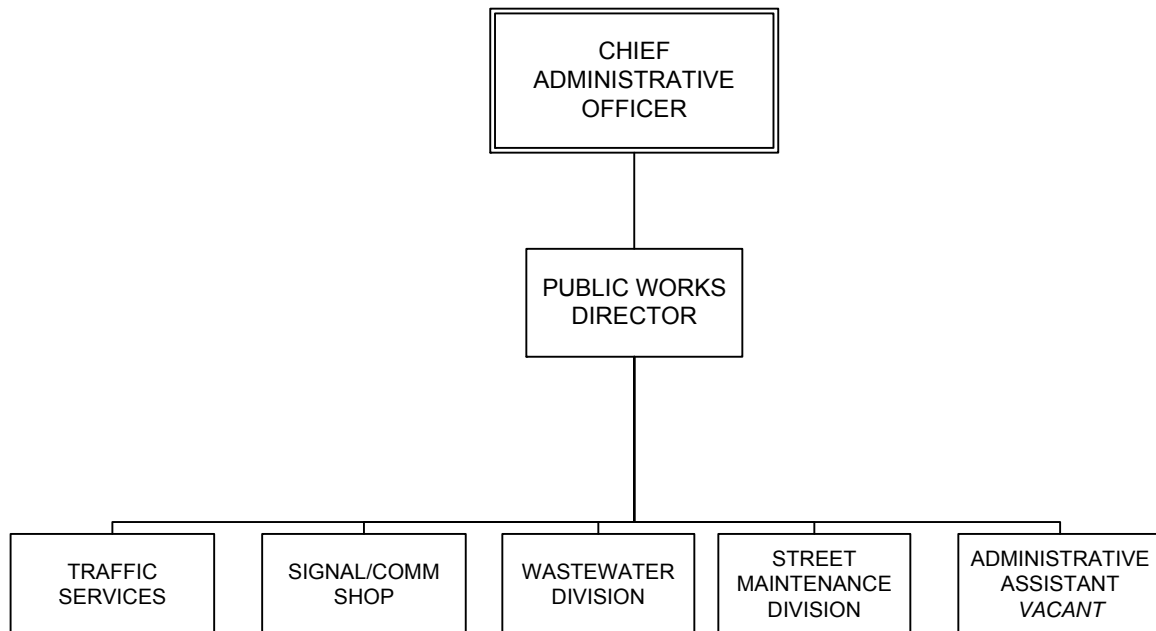 CHIEF
ADMINISTRATIVE
OFFICER
PUBLIC WORKS
DIRECTOR
TRAFFIC
SERVICES
SIGNAL/COMM
SHOP
WASTEWATER
DIVISION
STREET
MAINTENANCE
DIVISION
ADMINISTRATIVE
ASSISTANT
VACANT